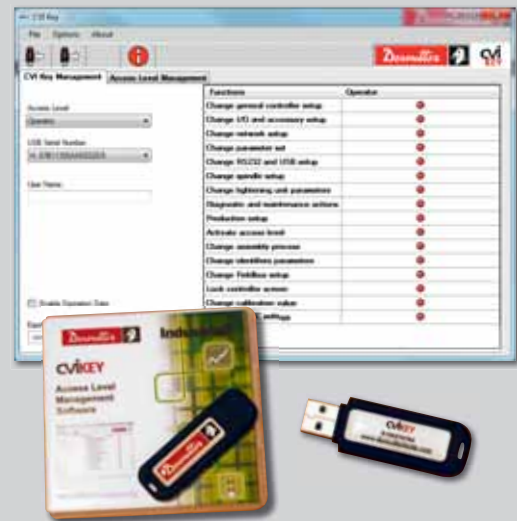 CVI Key
File Options About
Desoutter CVI KEY
CVI Key Management Access Level Management
Functions Operator
Access Level
Operator
USB Serial Number
User Name
Change general controller setup
Change I/O and accessory setup
Change network setup
Change parameter set
Change RS232 and USB setup
Change spindle setup
Change tightening unit parameters
Diagnostic and maintenance actions
Production setup
Activate access level
Change assembly process
Change identifiers parameters
Change Fieldbus setup
Lock controller screen
Change calibration value
Enable Expiration Date
Desoutter
CVIKEY
Access Level
Management
Software
Desoutter
CVIKEY